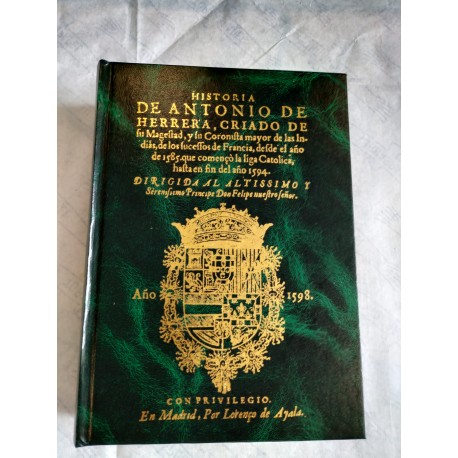 HISTORIA
DE ANTONIO DE
HERRERA, CRIADO DE
su Magestad, y su Coronista mayor de las In-
dias, de los sucessos de Francia, desde el año
de 1585. que començò la liga Catolica,
hasta en fin del año 1594.
DIRIGIDA AL ALTISSIMO Y
Serenissimo Principe Don Felipe nuestro señor.
Año 1598.
CON PRIVILEGIO.
En Madrid, Por Lorenço de Ayala.